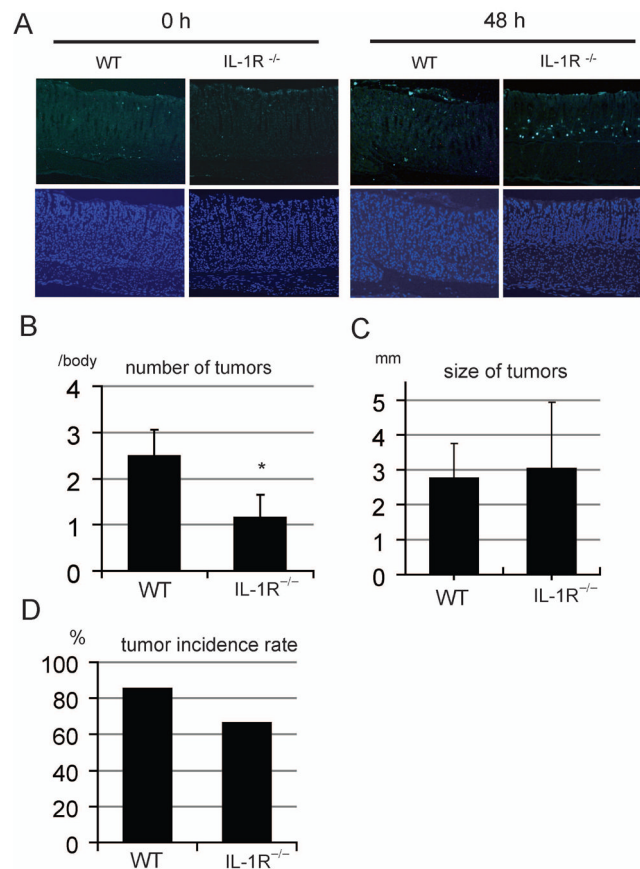 A
0 h 48 h
WT IL-1R -/- WT IL-1R -/-
B
/body number of tumors
4
3
2
1
0
*
WT IL-1R–/–
C
mm size of tumors
5
4
3
2
1
0
WT IL-1R–/–
D
% tumor incidence rate
100
80
60
40
20
0
WT IL-1R–/–